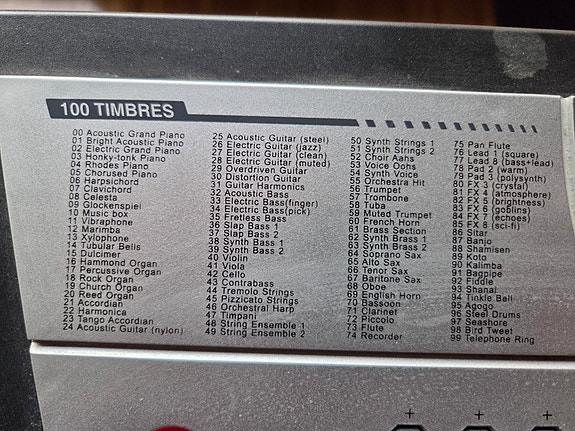 100 TIMBRES
00 Acoustic Grand Piano
01 Bright Acoustic Piano
02 Electric Grand Piano
03 Honky-tonk Piano
04 Rhodes Piano
05 Chorused Piano
06 Harpsichord
07 Clavichord
08 Celesta
09 Glockenspiel
10 Music box
11 Vibraphone
12 Marimba
13 Xylophone
14 Tubular Bells
15 Dulcimer
16 Hammond Organ
17 Percussive Organ
18 Rock Organ
19 Church Organ
20 Reed Organ
21 Accordian
22 Harmonica
23 Tango Accordian
24 Acoustic Guitar (nylon)
25 Acoustic Guitar (steel)
26 Electric Guitar (jazz)
27 Electric Guitar (clean)
28 Electric Guitar (muted)
29 Overdriven Guitar
30 Distortion Guitar
31 Guitar Harmonics
32 Acoustic Bass
33 Electric Bass(finger)
34 Electric Bass(pick)
35 Fretless Bass
36 Slap Bass 1
37 Slap Bass 2
38 Synth Bass 1
39 Synth Bass 2
40 Violin
41 Viola
42 Cello
43 Contrabass
44 Tremolo Strings
45 Pizzicato Strings
46 Orchestral Harp
47 Timpani
48 String Ensemble 1
49 String Ensemble 2
50 Synth Strings 1
51 Synth Strings 2
52 Choir Aahs
53 Voice Oohs
54 Synth Voice
55 Orchestra Hit
56 Trumpet
57 Trombone
58 Tuba
59 Muted Trumpet
60 French Horn
61 Brass Section
62 Synth Brass 1
63 Synth Brass 2
64 Soprano Sax
65 Alto Sax
66 Tenor Sax
67 Baritone Sax
68 Oboe
69 English Horn
70 Bassoon
71 Clarinet
72 Piccolo
73 Flute
74 Recorder
75 Pan Flute
76 Lead 1 (square)
77 Lead 8 (bass+lead)
78 Pad 2 (warm)
79 Pad 3 (polysynth)
80 FX 3 (crystal)
81 FX 4 (atmosphere)
82 FX 5 (brightness)
83 FX 6 (goblins)
84 FX 7 (echoes)
85 FX 8 (sci-fi)
86 Sitar
87 Banjo
88 Shamisen
89 Koto
90 Kalimba
91 Bagpipe
92 Fiddle
93 Shanai
94 Tinkle Bell
95 Agogo
96 Steel Drums
97 Seashore
98 Bird Tweet
99 Telephone Ring
+ + +